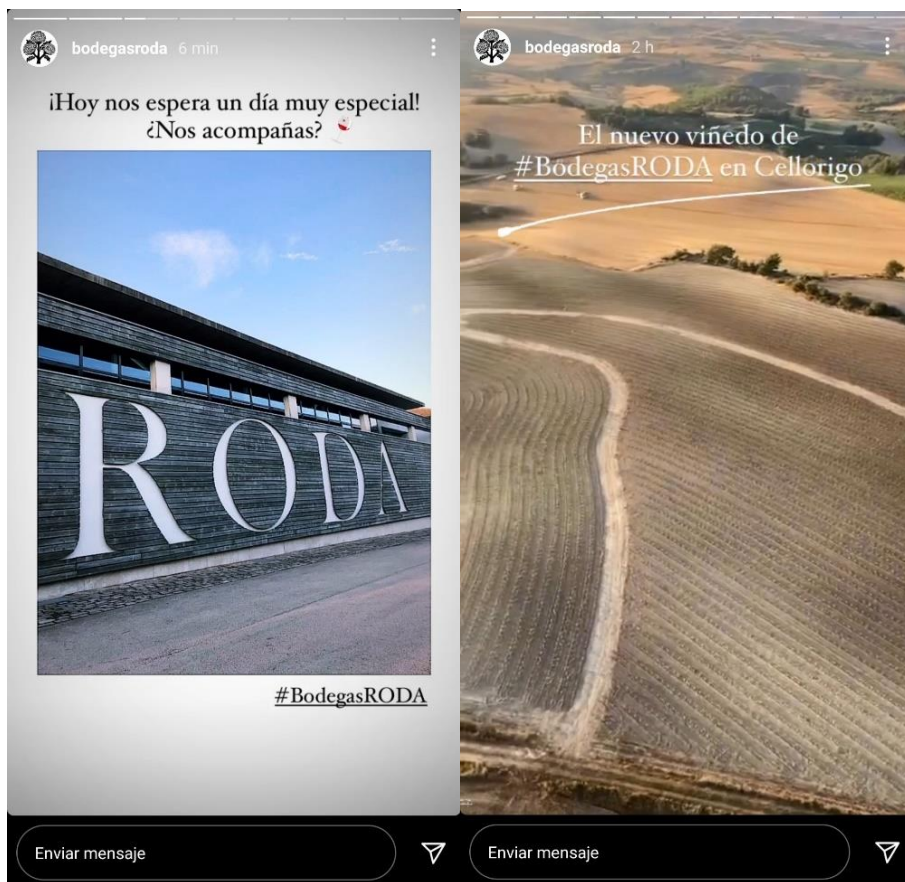 bodegasroda 6 min
¡Hoy nos espera un día muy especial!
¿Nos acompañas?
RODA
#BodegasRODA
Enviar mensaje
bodegasroda 2 h
El nuevo viñedo de
#BodegasRODA en Cellorigo
Enviar mensaje